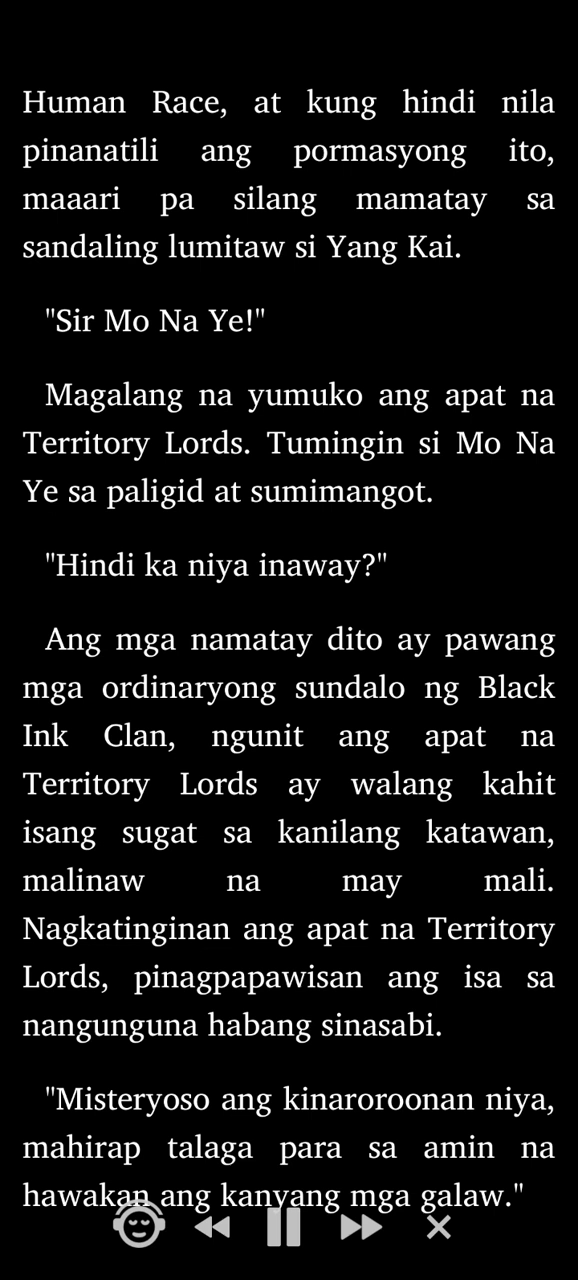 Human Race, at kung hindi nila
pinanatili ang pormasyong ito,
maaari pa silang mamatay sa
sandaling lumitaw si Yang Kai.
"Sir Mo Na Ye!"
Magalang na yumuko ang apat na
Territory Lords. Tumingin si Mo Na
Ye sa paligid at sumimangot.
"Hindi ka niya inaway?"
Ang mga namatay dito ay pawang
mga ordinaryong sundalo ng Black
Ink Clan, ngunit ang apat na
Territory Lords ay walang kahit
isang sugat sa kanilang katawan,
malinaw na may mali.
Nagkatinginan ang apat na Territory
Lords, pinagpapawisan ang isa sa
nangunguna habang sinasabi.
"Misteryoso ang kinaroroonan niya,
mahirap talaga para sa amin na
hawakan ang kanyang mga galaw."